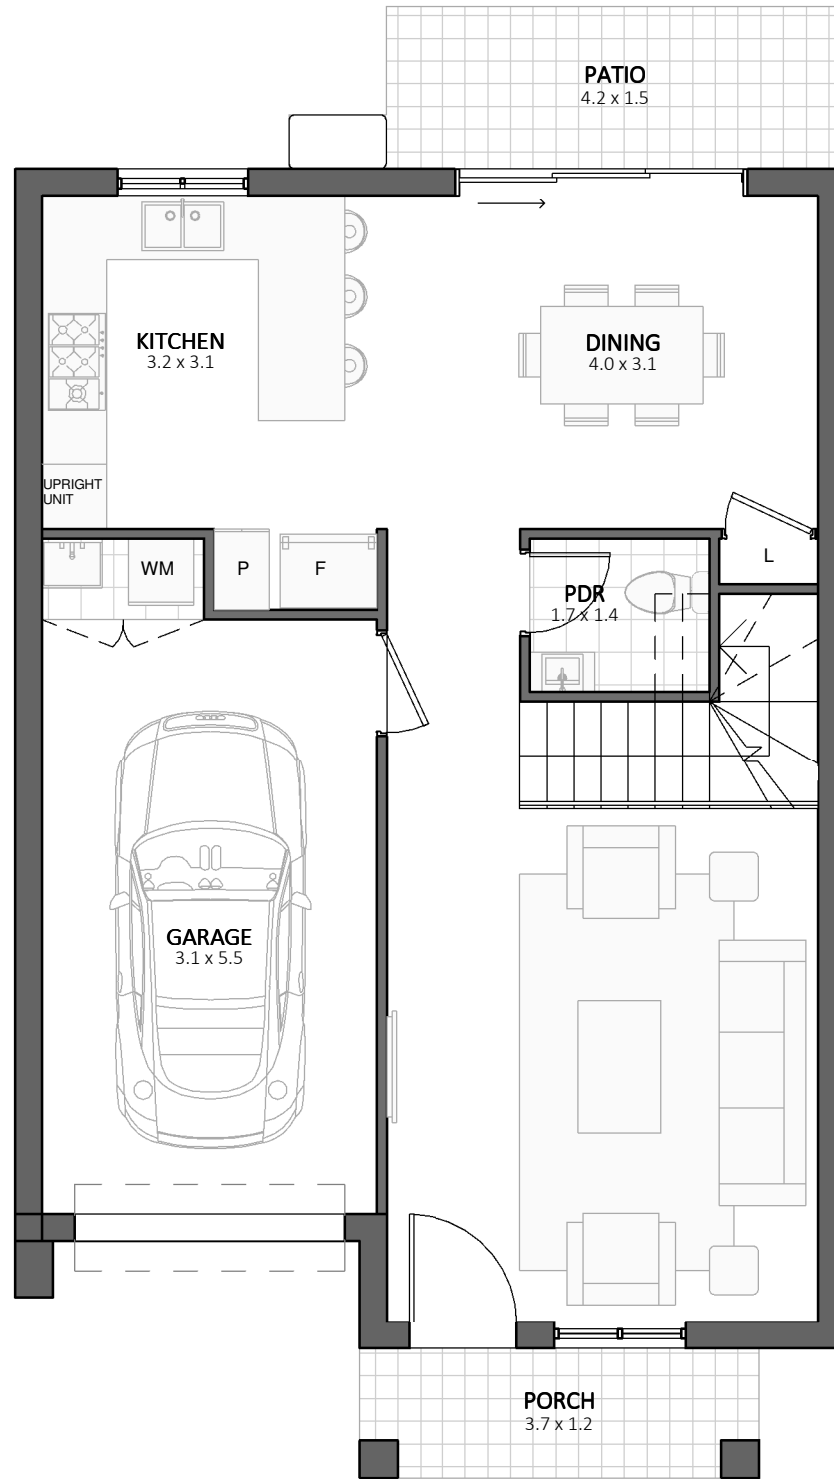 PATIO
4.2 x 1.5
KITCHEN
3.2 x 3.1
DINING
4.0 x 3.1
UPRIGHT
UNIT
WM
P
F
L
PDR
1.7 x 1.4
GARAGE
3.1 x 5.5
PORCH
3.7 x 1.2